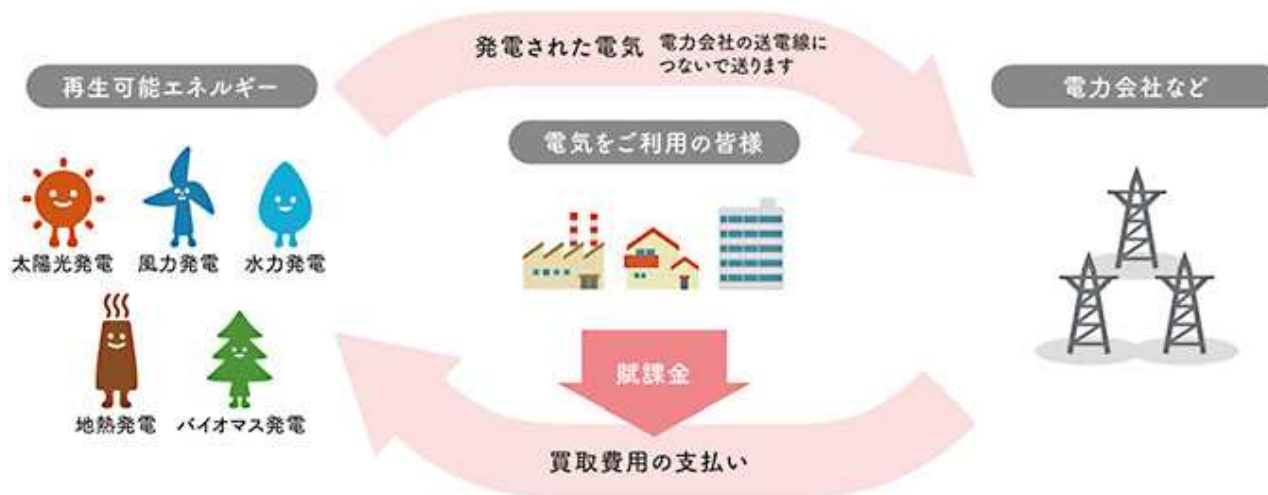 発電された電気
電力会社の送電線に
つないで送ります
再生可能エネルギー
電力会社など
電気をご利用の皆様
太陽光発電
風力発電
水力発電
地熱発電
バイオマス発電
賦課金
買取費用の支払い